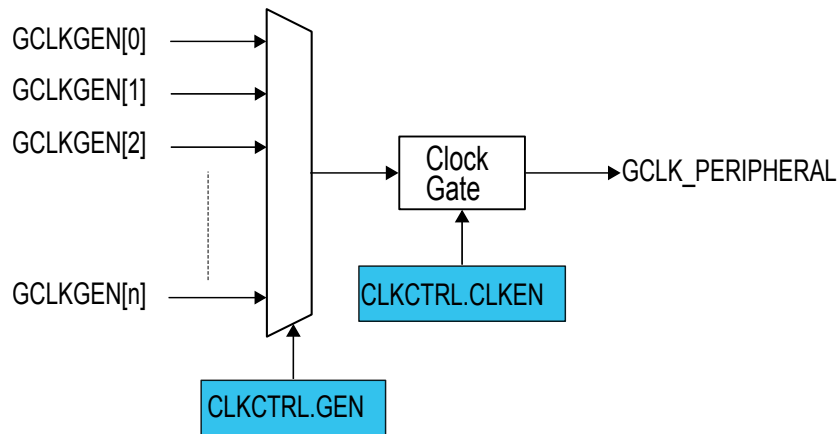 GCLKGEN[0]
GCLKGEN[1]
GCLKGEN[2]
Clock
Gate
GCLK_PERIPHERAL
GCLKGEN[n]
CLKCTRL.CLKEN
CLKCTRL.GEN